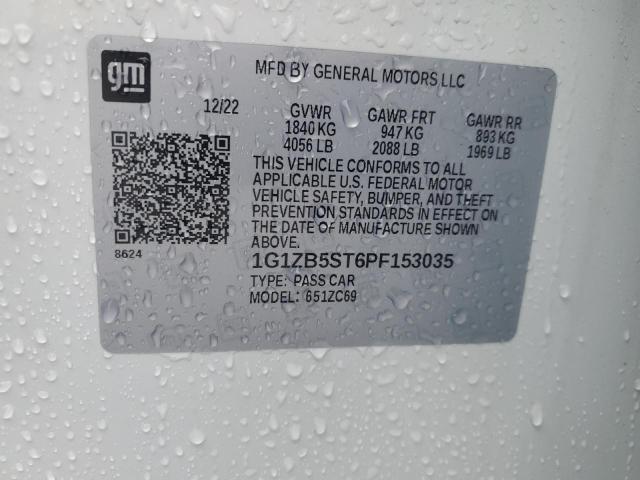 gm
MFD BY GENERAL MOTORS LLC
12/22 GVWR GAWR FRT GAWR RR
1840 KG 947 KG 893 KG
4056 LB 2088 LB 1969 LB
THIS VEHICLE CONFORMS TO ALL
APPLICABLE U.S. FEDERAL MOTOR
VEHICLE SAFETY, BUMPER, AND THEFT
PREVENTION STANDARDS IN EFFECT ON
THE DATE OF MANUFACTURE SHOWN
ABOVE.
8624
1G1ZB5ST6PF153035
TYPE: PASS CAR
MODEL: 651ZC69